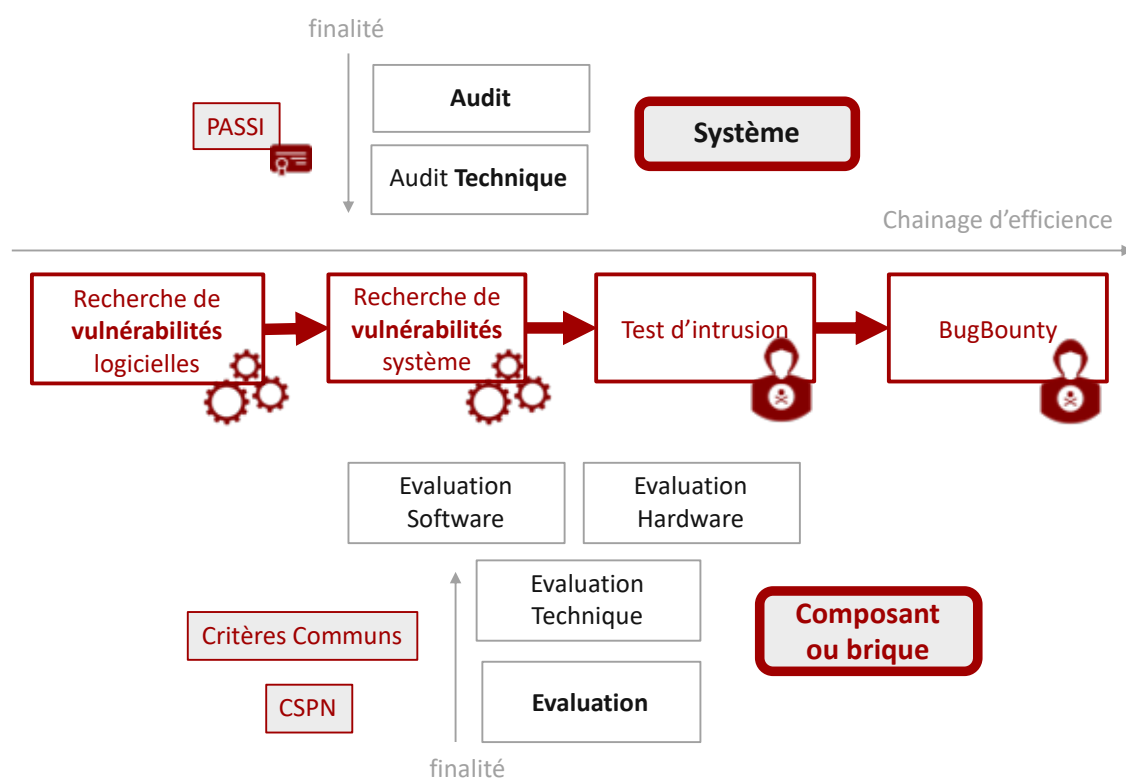 finalité
Audit
PASSI
Système
Audit Technique
Chainage d’efficience
Recherche de
vulnérabilités
logicielles
Recherche de
vulnérabilités
système
Test d’intrusion
BugBounty
Evaluation
Software
Evaluation
Hardware
Evaluation
Technique
Composant
ou brique
Critères Communs
CSPN
Evaluation
finalité